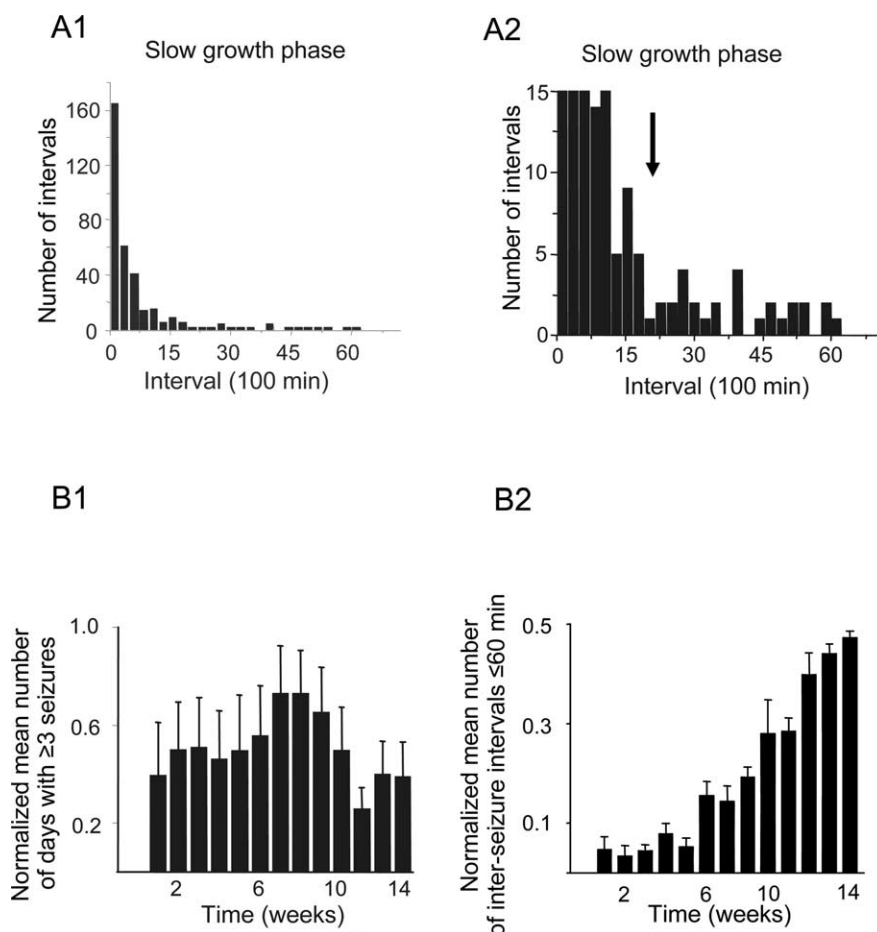 A1
Slow growth phase
Number of intervals
160
120
80
40
0
0 15 30 45 60
Interval (100 min)
A2
Slow growth phase
Number of intervals
15
10
5
0
0 15 30 45 60
Interval (100 min)
B1
Normalized mean number
of days with ≥3 seizures
1.0
0.6
0.2
2 6 10 14
Time (weeks)
B2
Normalized mean number
of inter-seizure intervals ≤60 min
0.5
0.3
0.1
2 6 10 14
Time (weeks)